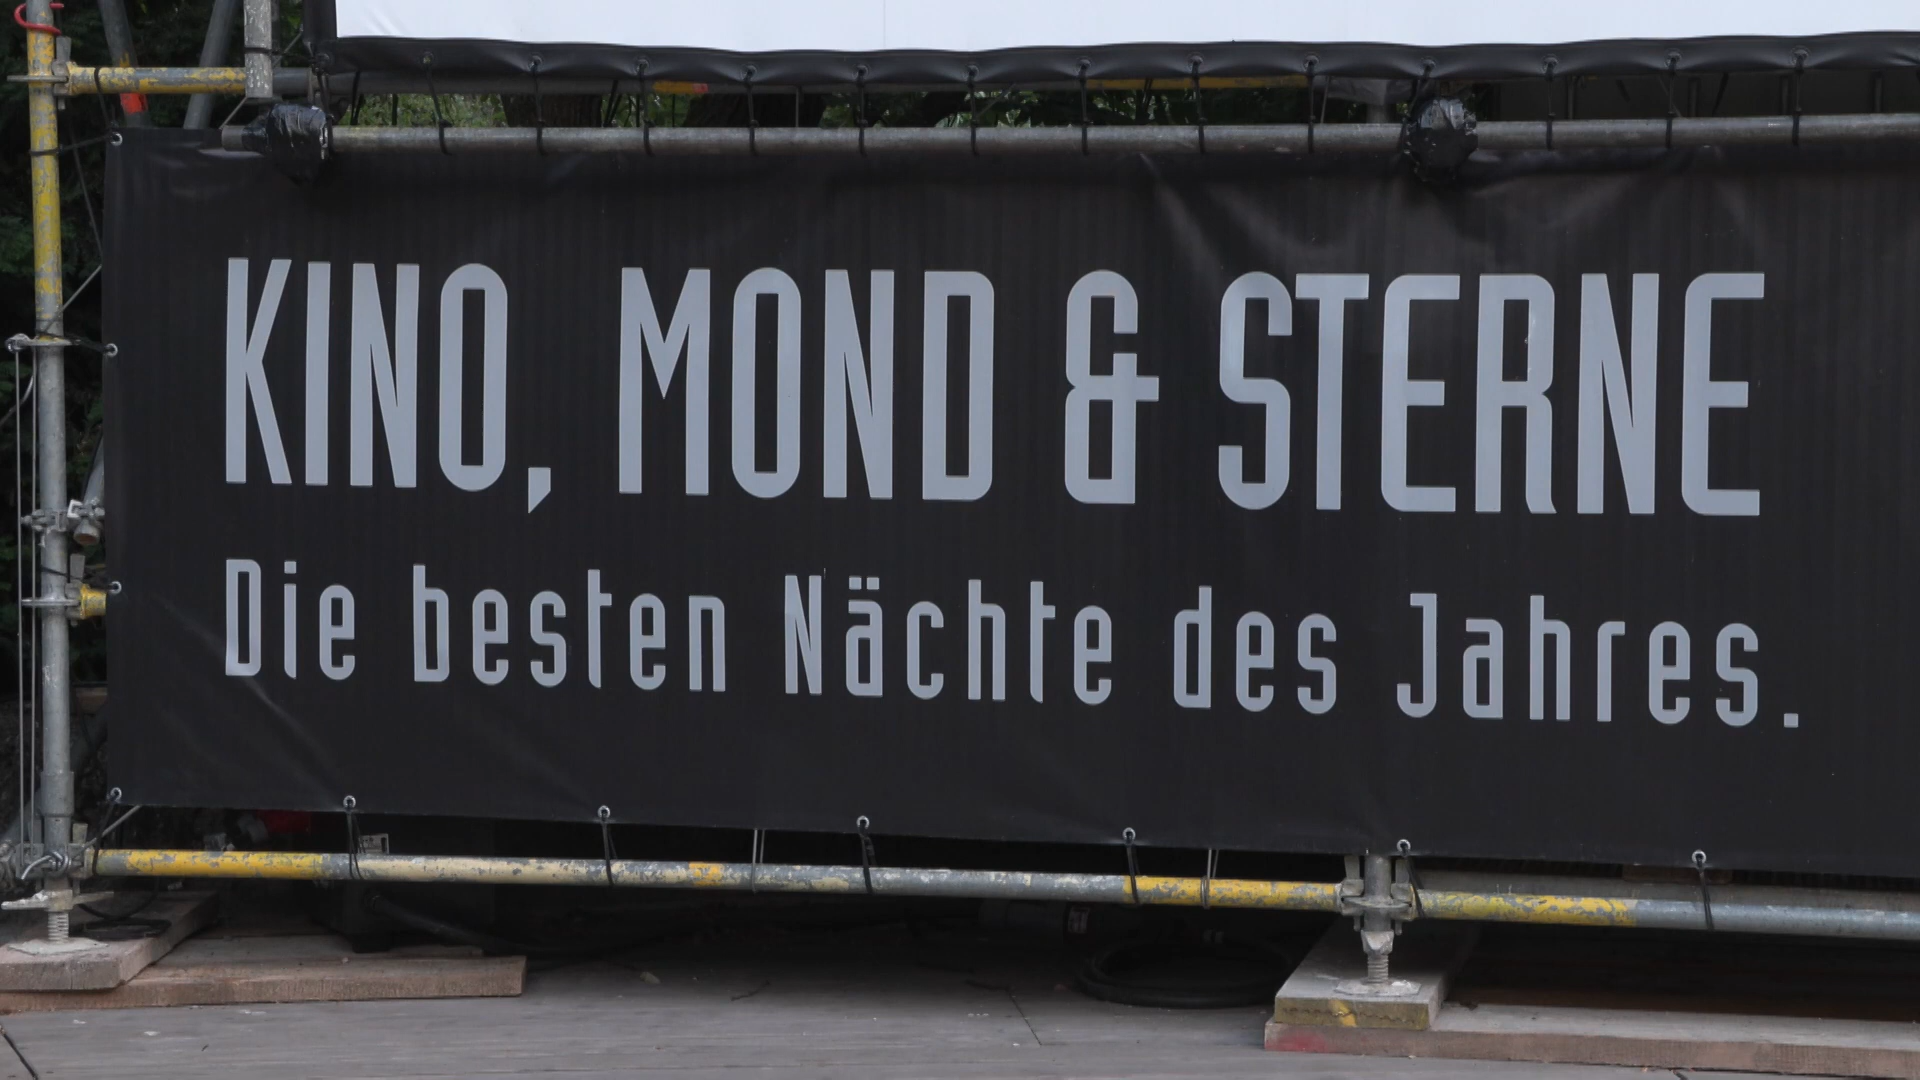 KINO, MOND & STERNE
Die besten Nächte des Jahres.